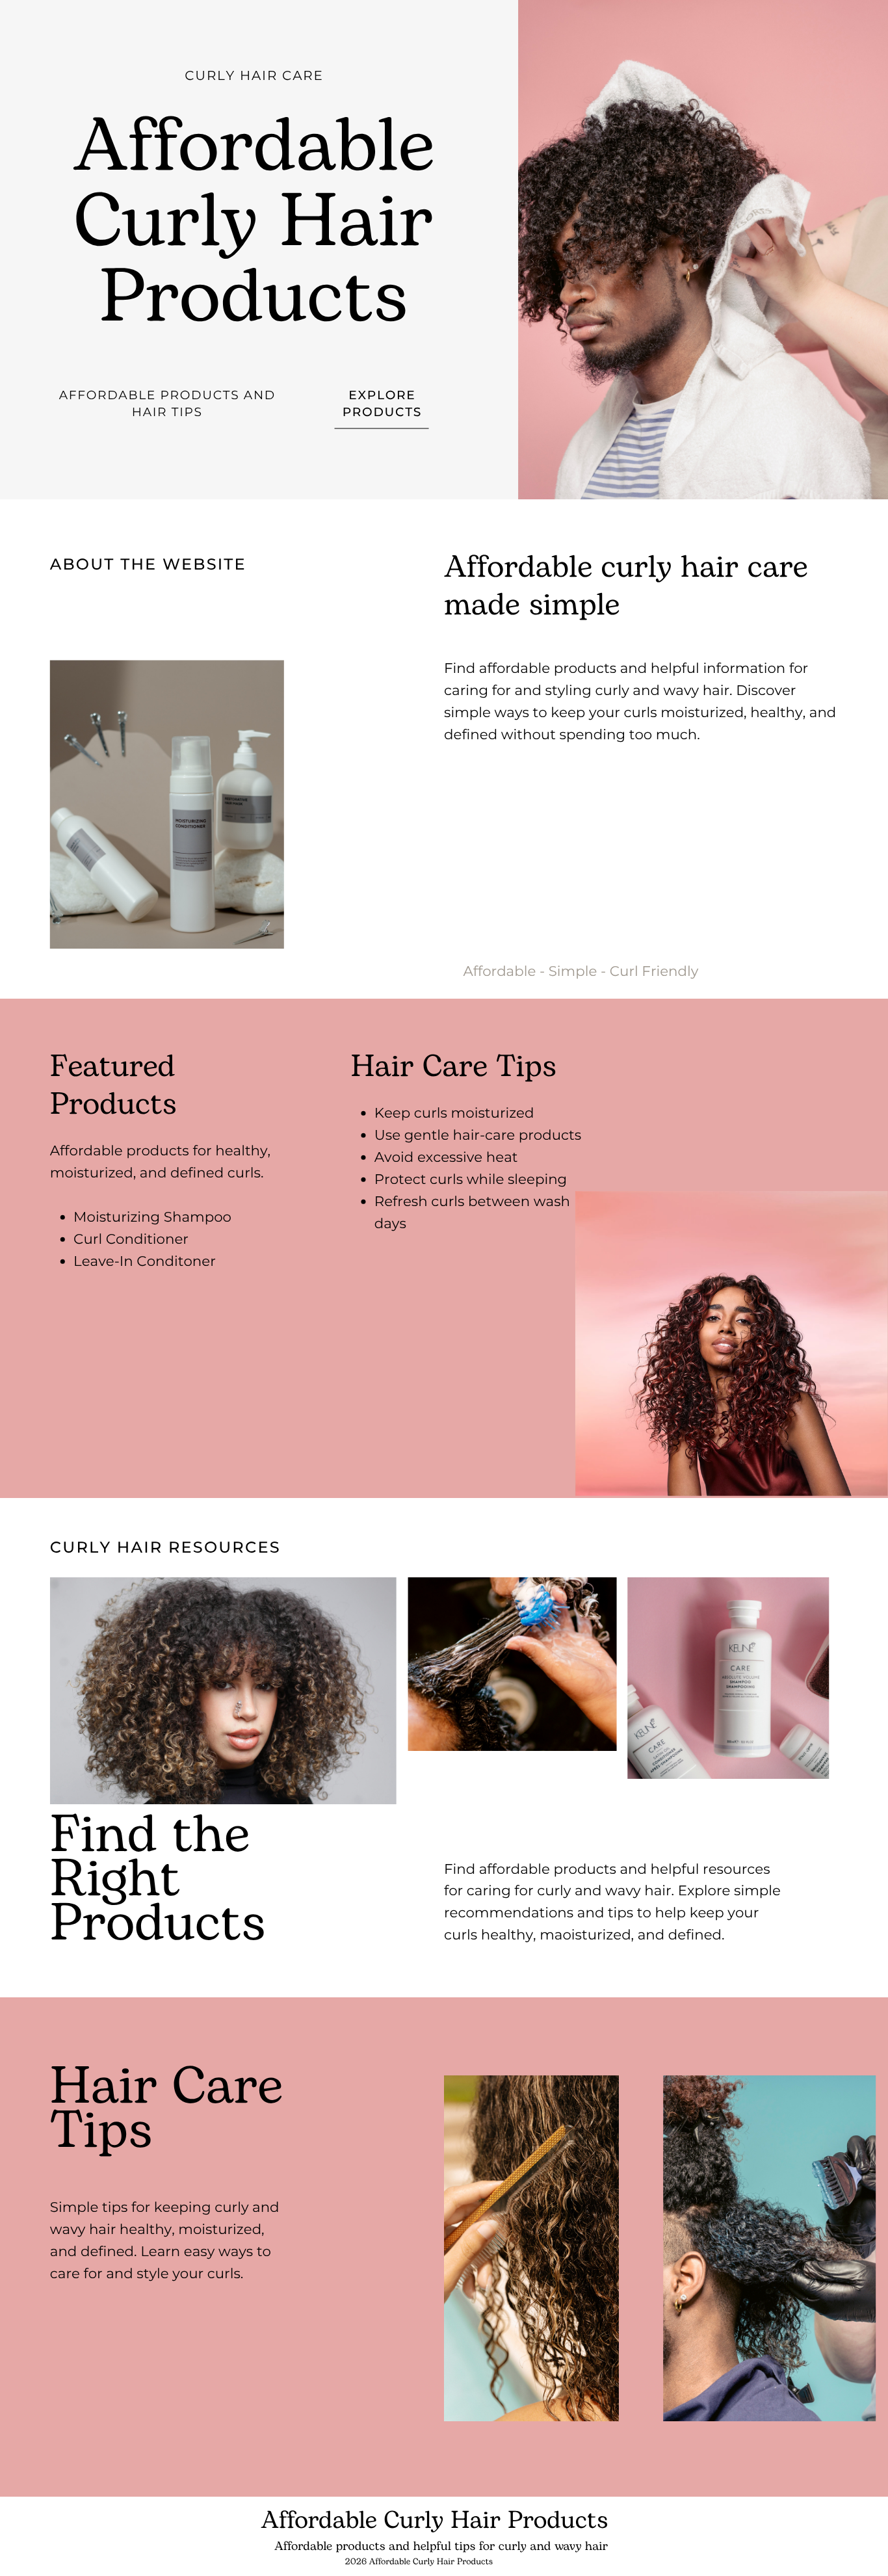 CURLY HAIR CARE
Affordable
Curly Hair
Products
AFFORDABLE PRODUCTS AND
HAIR TIPS
EXPLORE
PRODUCTS
ABOUT THE WEBSITE
Affordable curly hair care
made simple
Find affordable products and helpful information for
caring for and styling curly and wavy hair. Discover
simple ways to keep your curls moisturized, healthy, and
defined without spending too much.
MOISTURIZING
CONDITIONER
Affordable - Simple - Curl Friendly
Featured
Products
Affordable products for healthy,
moisturized, and defined curls.
• Moisturizing Shampoo
• Curl Conditioner
• Leave-In Conditoner
Hair Care Tips
• Keep curls moisturized
• Use gentle hair-care products
• Avoid excessive heat
• Protect curls while sleeping
• Refresh curls between wash
days
CURLY HAIR RESOURCES
KEUNE
CARE
ABSOLUTE VOLUME
SHAMPOO
SHAMPOOING
KEUNE
CARE
Find the
Right
Products
Find affordable products and helpful resources
for caring for curly and wavy hair. Explore simple
recommendations and tips to help keep your
curls healthy, maoisturized, and defined.
Hair Care
Tips
Simple tips for keeping curly and
wavy hair healthy, moisturized,
and defined. Learn easy ways to
care for and style your curls.
Affordable Curly Hair Products
Affordable products and helpful tips for curly and wavy hair
2026 Affordable Curly Hair Products